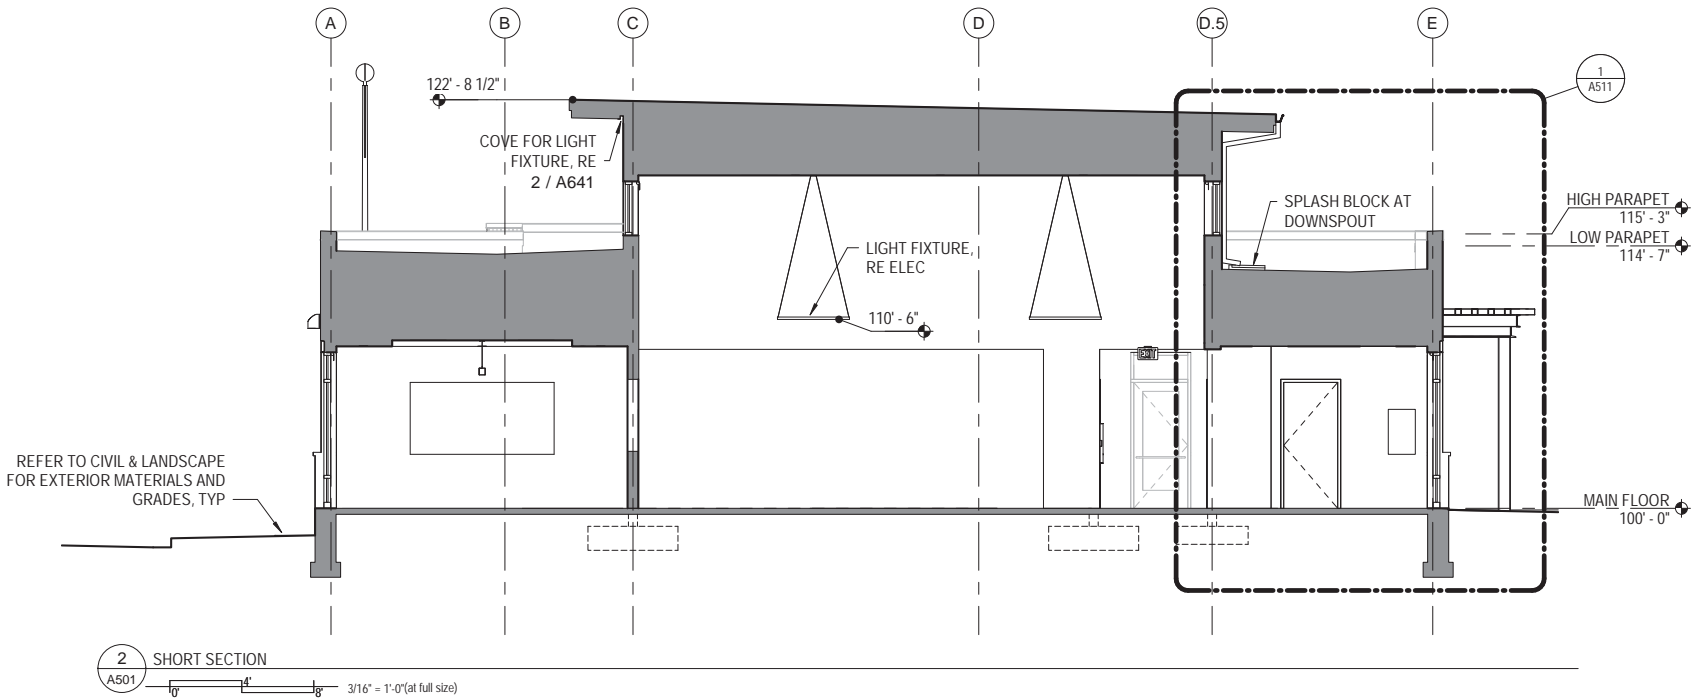 A
B
C
D
D.5
E
1
A511
122' - 8 1/2"
COVE FOR LIGHT
FIXTURE, RE
2 / A641
SPLASH BLOCK AT
DOWNSPOUT
HIGH PARAPET
115' - 3"
LOW PARAPET
114' - 7"
LIGHT FIXTURE,
RE ELEC
110' - 6"
EXIT
REFER TO CIVIL & LANDSCAPE
FOR EXTERIOR MATERIALS AND
GRADES, TYP
MAIN FLOOR
100' - 0"
2
A501
SHORT SECTION
0'
4'
8'
3/16" = 1'-0"(at full size)